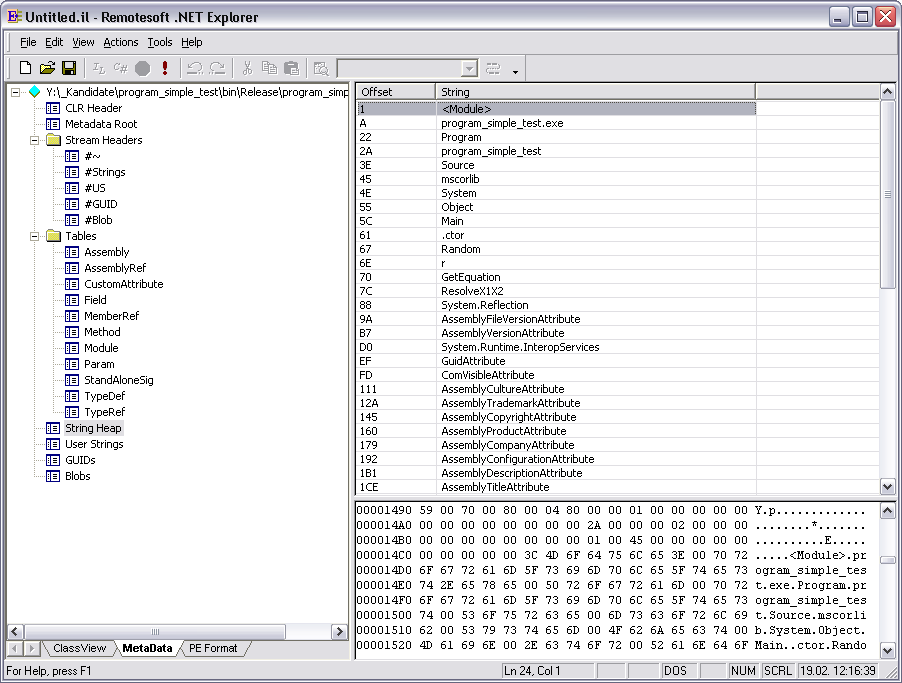 Untitled.il - Remotesoft .NET Explorer
File Edit View Actions Tools Help
IL C#
Y:\_Kandidate\program_simple_test\bin\Release\program_simp
CLR Header
Metadata Root
Stream Headers
#~
#Strings
#US
#GUID
#Blob
Tables
Assembly
AssemblyRef
CustomAttribute
Field
MemberRef
Method
Module
Param
StandAloneSig
TypeDef
TypeRef
String Heap
User Strings
GUIDs
Blobs
ClassView MetaData PE Format
Offset String
1 <Module>
A program_simple_test.exe
22 Program
2A program_simple_test
3E Source
45 mscorlib
4E System
55 Object
5C Main
61 .ctor
67 Random
6E r
70 GetEquation
7C ResolveX1X2
88 System.Reflection
9A AssemblyFileVersionAttribute
B7 AssemblyVersionAttribute
D0 System.Runtime.InteropServices
EF GuidAttribute
FD ComVisibleAttribute
111 AssemblyCultureAttribute
12A AssemblyTrademarkAttribute
145 AssemblyCopyrightAttribute
160 AssemblyProductAttribute
179 AssemblyCompanyAttribute
192 AssemblyConfigurationAttribute
1B1 AssemblyDescriptionAttribute
1CE AssemblyTitleAttribute
00001490 59 00 70 00 80 00 04 80 00 00 01 00 00 00 00 00 Y.p.............
000014A0 00 00 00 00 00 00 00 00 2A 00 00 00 02 00 00 00 ........*.......
000014B0 00 00 00 00 00 00 00 00 01 00 45 00 00 00 00 00 ..........E.....
000014C0 00 00 00 00 00 3C 4D 6F 64 75 6C 65 3E 00 70 72 .....<Module>.pr
000014D0 6F 67 72 61 6D 5F 73 69 6D 70 6C 65 5F 74 65 73 ogram_simple_tes
000014E0 74 2E 65 78 65 00 50 72 6F 67 72 61 6D 00 70 72 t.exe.Program.pr
000014F0 6F 67 72 61 6D 5F 73 69 6D 70 6C 65 5F 74 65 73 ogram_simple_tes
00001500 74 00 53 6F 75 72 63 65 00 6D 73 63 6F 72 6C 69 t.Source.mscorli
00001510 62 00 53 79 73 74 65 6D 00 4F 62 6A 65 63 74 00 b.System.Object.
00001520 4D 61 69 6E 00 2E 63 74 6F 72 00 52 61 6E 64 6F Main..ctor.Rando
For Help, press F1 Ln 24, Col 1 DOS NUM SCRL 19.02. 12:16:39